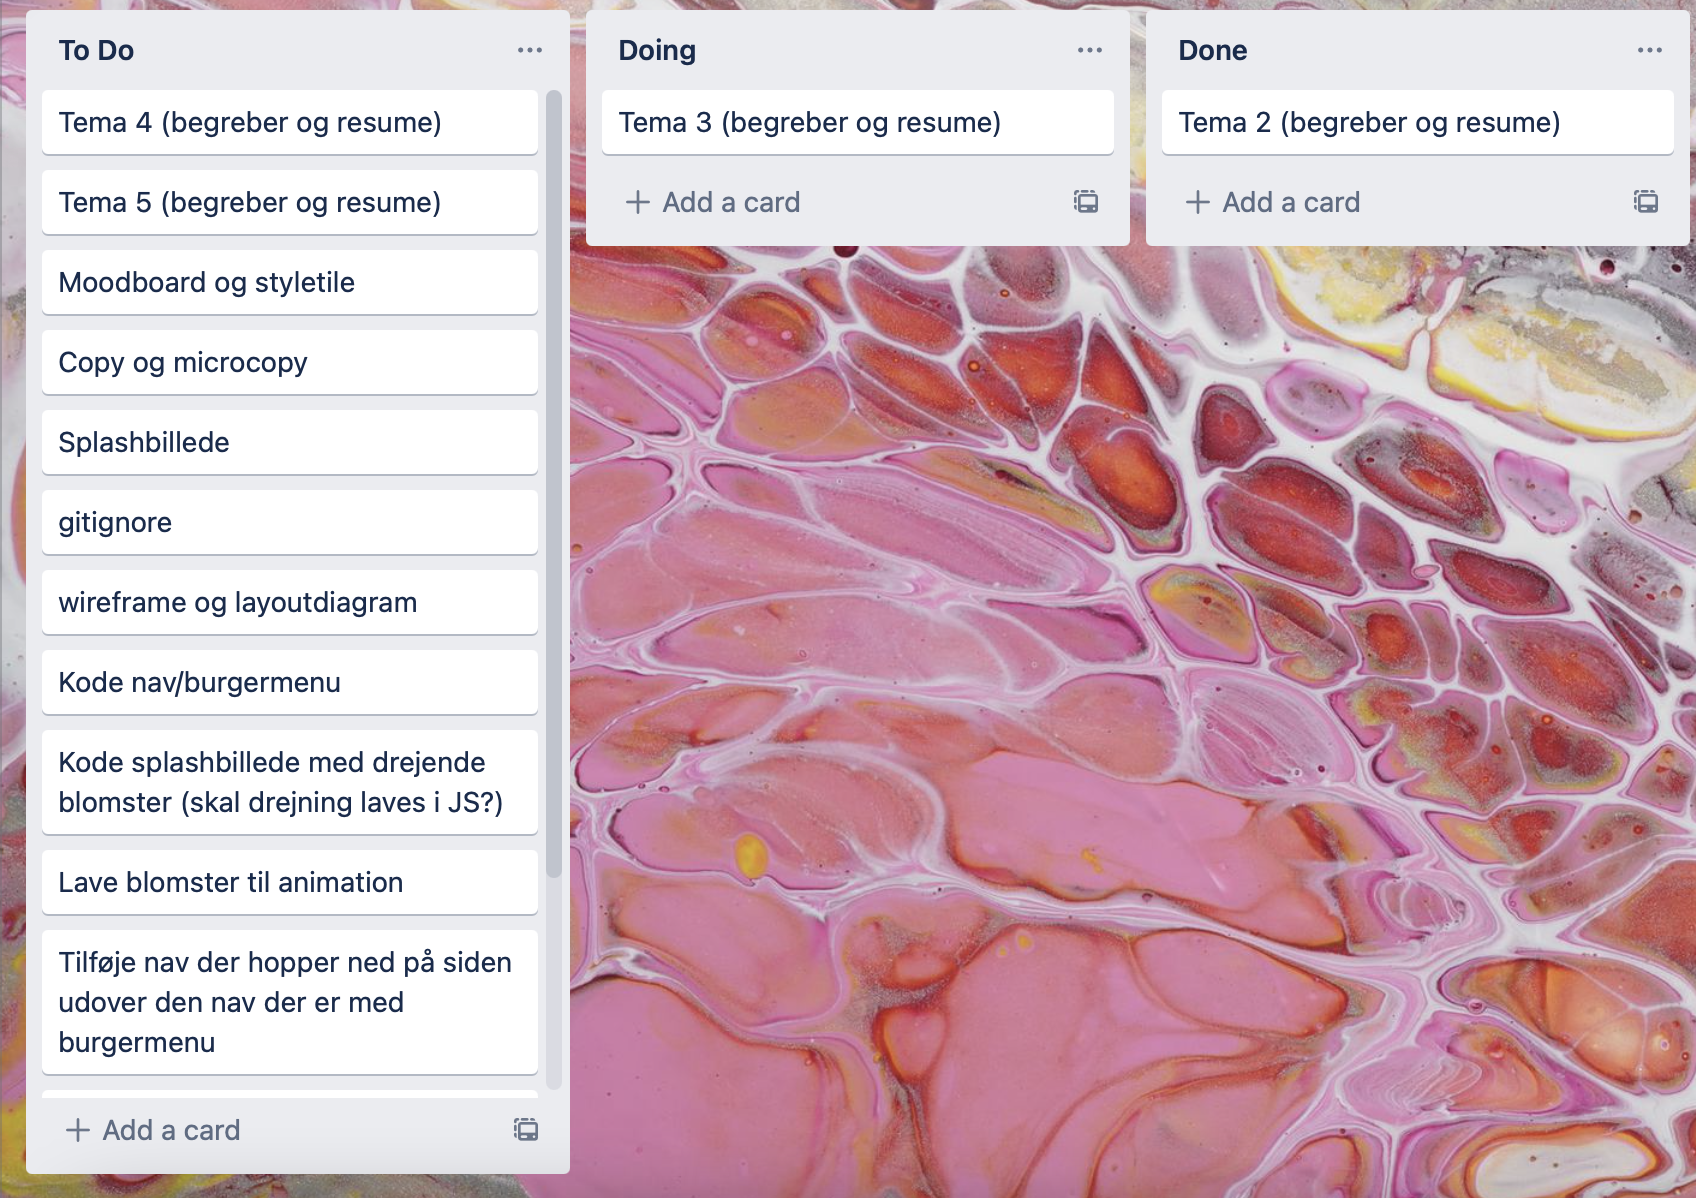 To Do
Tema 4 (begreber og resume)
Tema 5 (begreber og resume)
Moodboard og styletile
Copy og microcopy
Splashbillede
gitignore
wireframe og layoutdiagram
Kode nav/burgermenu
Kode splashbillede med drejende
blomster (skal drejning laves i JS?)
Lave blomster til animation
Tilføje nav der hopper ned på siden
udover den nav der er med
burgermenu
Add a card
Doing
Tema 3 (begreber og resume)
Add a card
Done
Tema 2 (begreber og resume)
Add a card